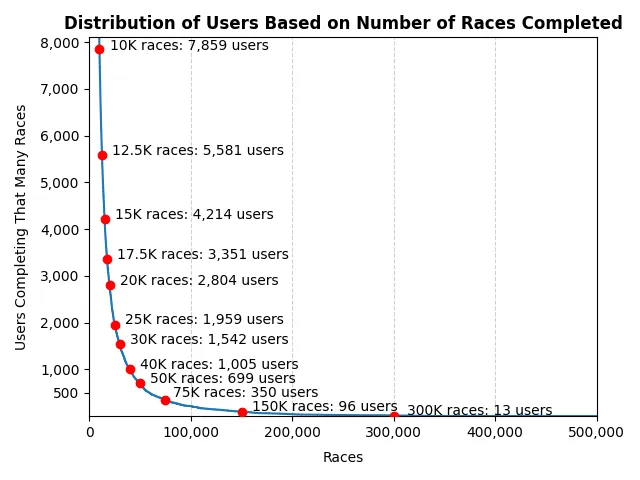 Distribution of Users Based on Number of Races Completed
Users Completing That Many Races
8,000
7,000
6,000
5,000
4,000
3,000
2,000
1,000
500
10K races: 7,859 users
12.5K races: 5,581 users
15K races: 4,214 users
17.5K races: 3,351 users
20K races: 2,804 users
25K races: 1,959 users
30K races: 1,542 users
40K races: 1,005 users
50K races: 699 users
75K races: 350 users
150K races: 96 users
300K races: 13 users
0
100,000
200,000
300,000
400,000
500,000
Races